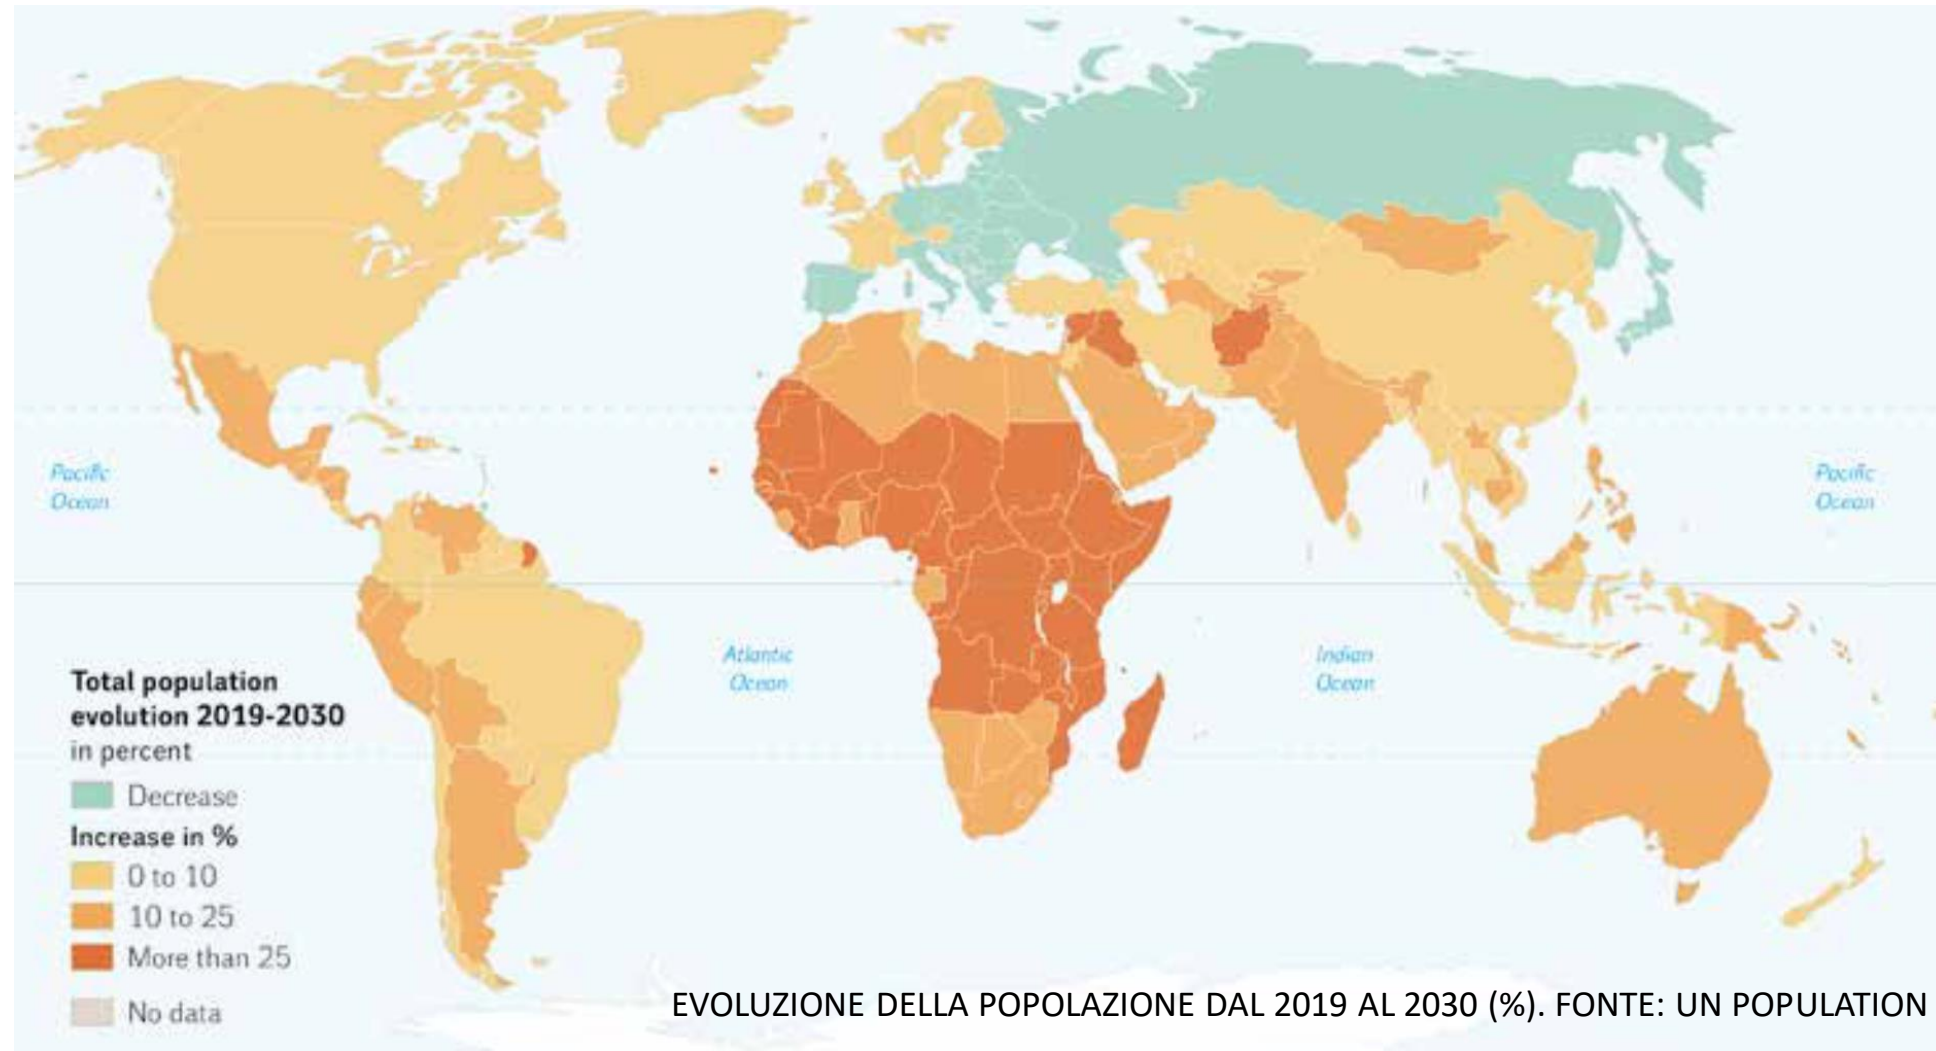 Pacific
Ocean
Pacific
Ocean
Atlantic
Ocean
Indian
Ocean
Total population
evolution 2019-2030
in percent
Decrease
Increase in %
0 to 10
10 to 25
More than 25
No data
EVOLUZIONE DELLA POPOLAZIONE DAL 2019 AL 2030 (%). FONTE: UN POPULATION